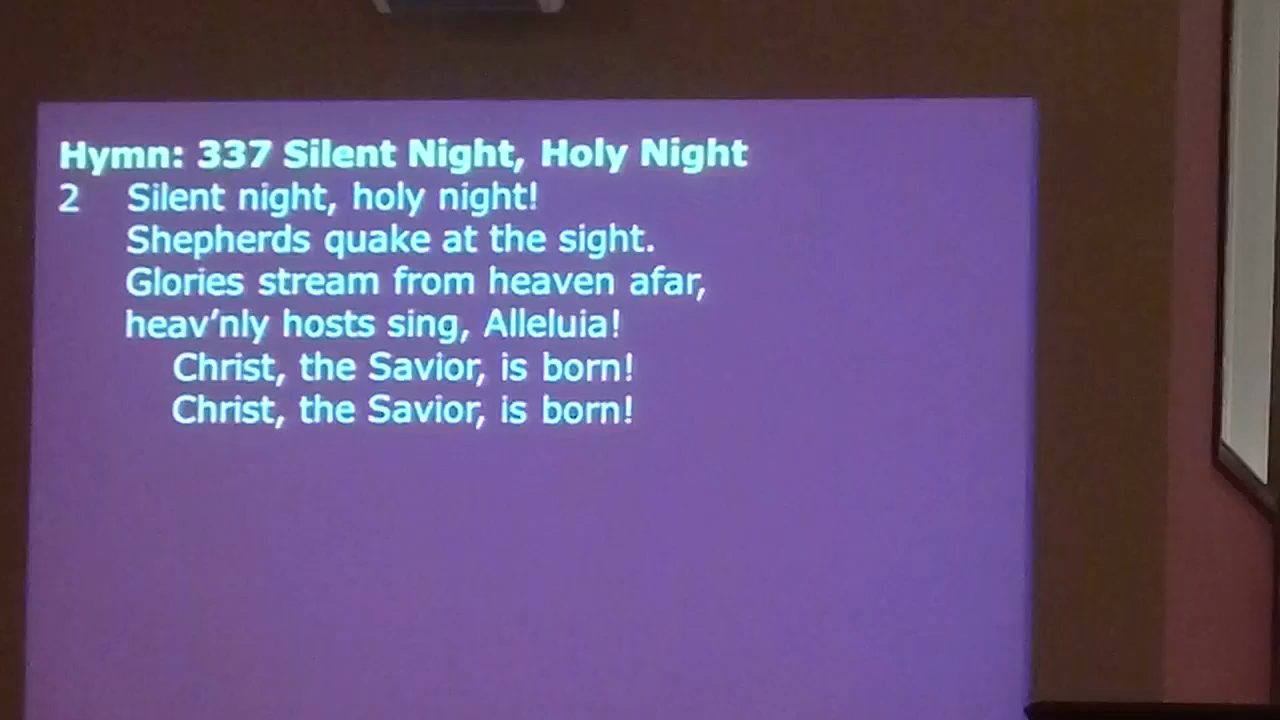 Hymn: 337 Silent Night, Holy Night
2 Silent night, holy night!
Shepherds quake at the sight.
Glories stream from heaven afar,
heav’nly hosts sing, Alleluia!
Christ, the Savior, is born!
Christ, the Savior, is born!